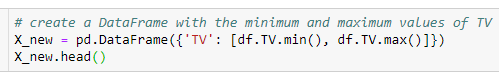 # create a DataFrame with the minimum and maximum values of TV
X_new = pd.DataFrame({'TV': [df.TV.min(), df.TV.max()]})
X_new.head()